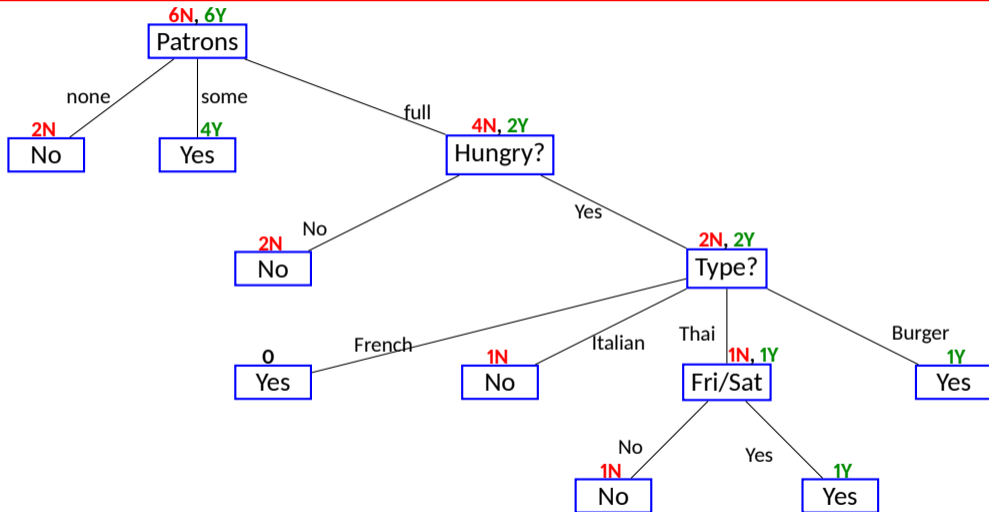 6N, 6Y
Patrons
none
some
full
2N
No
4Y
Yes
4N, 2Y
Hungry?
No
Yes
2N
No
2N, 2Y
Type?
French
Italian
Thai
Burger
0
Yes
1N
No
1N, 1Y
Fri/Sat
1Y
Yes
No
Yes
1N
No
1Y
Yes